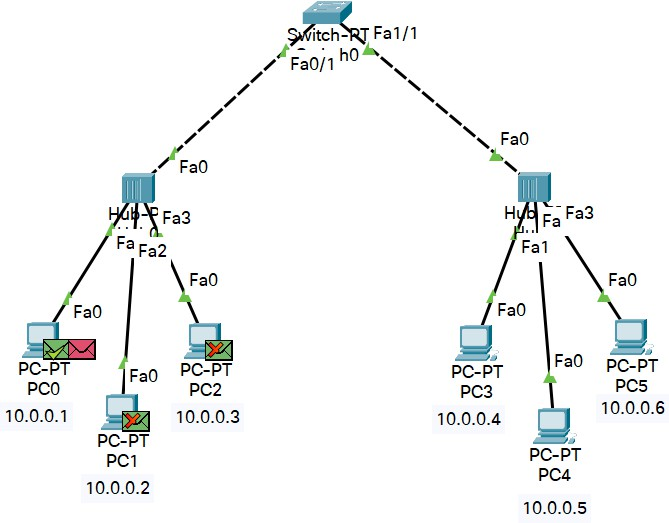 Switch-PT
Fa1/1
Fa0/1
Fa0
Fa0
Fa3
Fa2
Fa3
Fa1
Fa0
Fa0
Fa0
Fa0
Fa0
Fa0
PC-PT
PC0
10.0.0.1
PC-PT
PC1
10.0.0.2
PC-PT
PC2
10.0.0.3
PC-PT
PC3
10.0.0.4
PC-PT
PC4
10.0.0.5
PC-PT
PC5
10.0.0.6